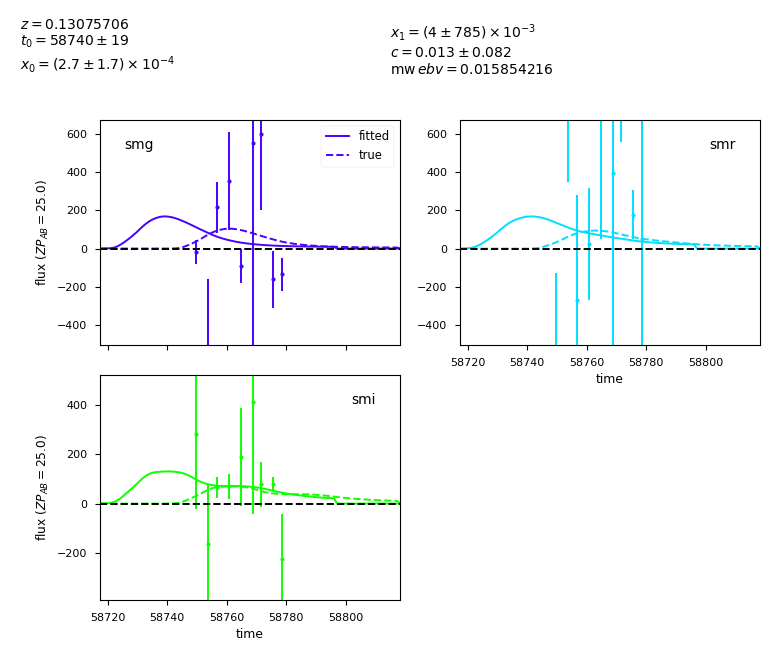 z = 0.13075706
t₀ = 58740 ± 19
x₀ = (2.7 ± 1.7) × 10⁻⁴
x₁ = (4 ± 785) × 10⁻³
c = 0.013 ± 0.082
mw ebv = 0.015854216
smg
fitted
true
600
400
200
0
−200
−400
flux (ZP_AB = 25.0)
smr
600
400
200
0
−200
−400
58720 58740 58760 58780 58800
time
smi
400
200
0
−200
flux (ZP_AB = 25.0)
58720 58740 58760 58780 58800
time